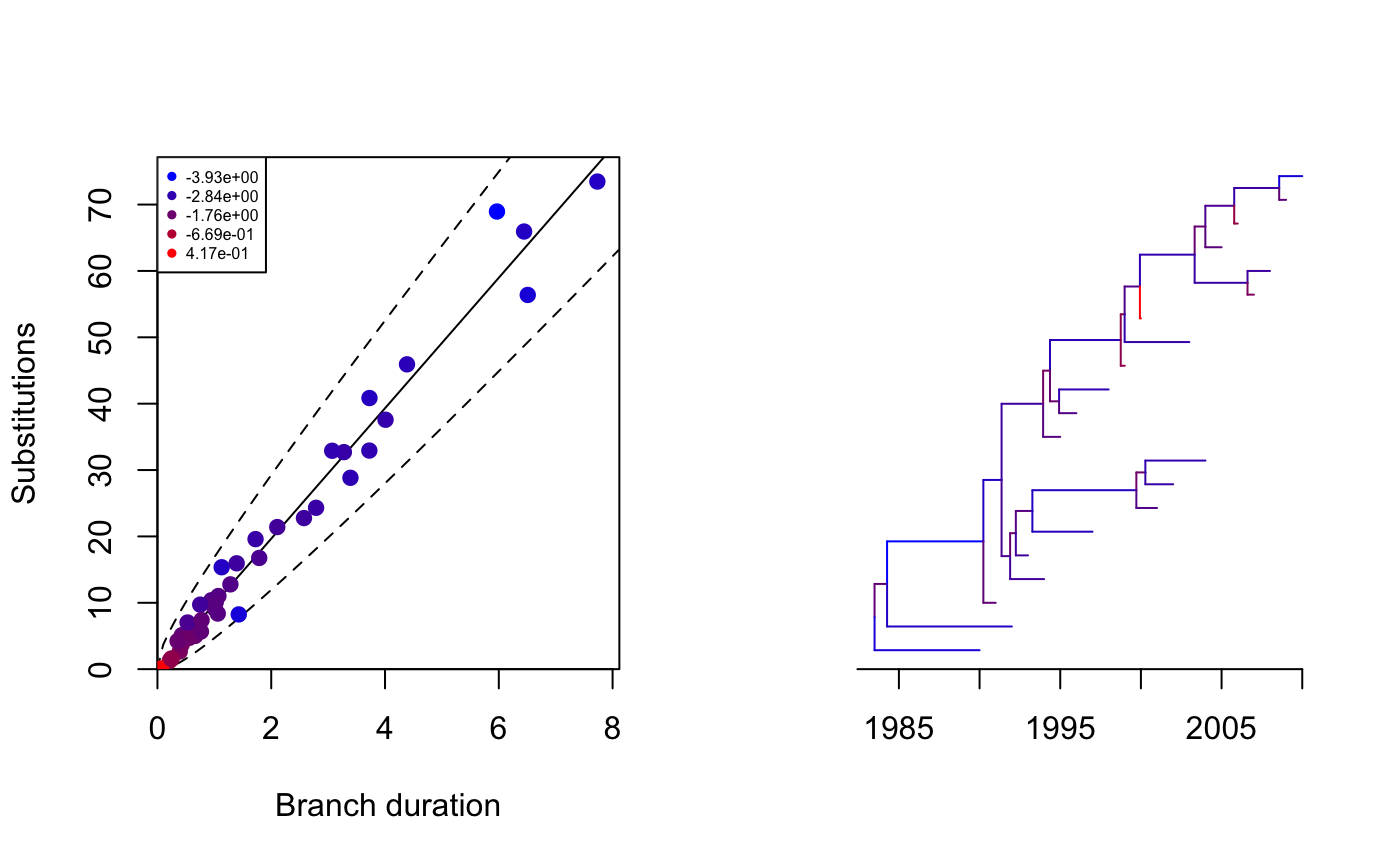 -3.93e+00
-2.84e+00
-1.76e+00
-6.69e-01
4.17e-01
Substitutions
70
60
50
40
30
20
10
0
0 2 4 6 8
Branch duration
1985 1995 2005